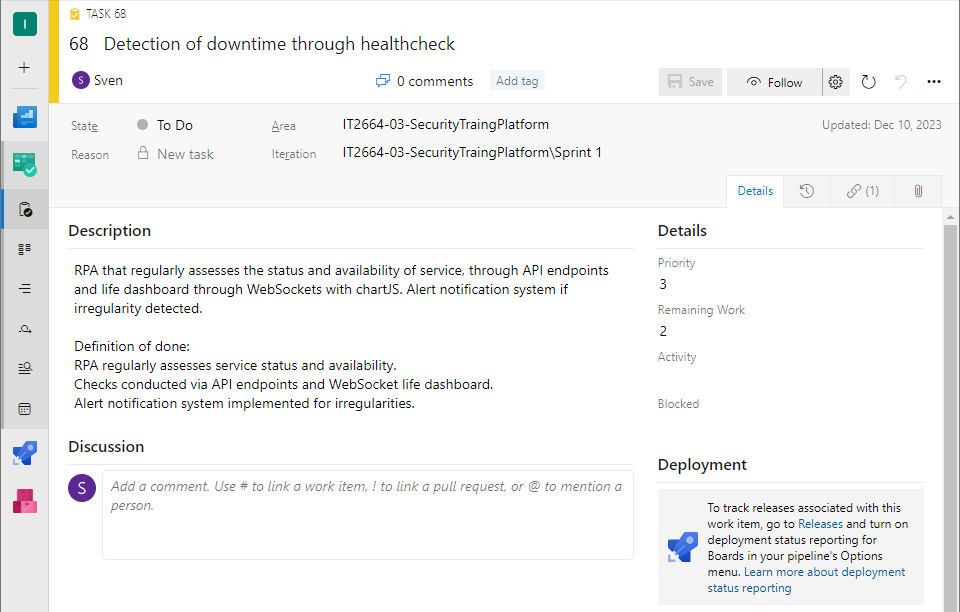 I
TASK 68
68 Detection of downtime through healthcheck
S Sven
0 comments
Add tag
Save
Follow
State To Do
Area IT2664-03-SecurityTraingPlatform
Updated: Dec 10, 2023
Reason New task
Iteration IT2664-03-SecurityTraingPlatform\Sprint 1
Details
(1)
Description
RPA that regularly assesses the status and availability of service, through API endpoints
and life dashboard through WebSockets with chartJS. Alert notification system if
irregularity detected.
Definition of done:
RPA regularly assesses service status and availability.
Checks conducted via API endpoints and WebSocket life dashboard.
Alert notification system implemented for irregularities.
Discussion
S
Add a comment. Use # to link a work item, ! to link a pull request, or @ to mention a
person.
Details
Priority
3
Remaining Work
2
Activity
Blocked
Deployment
To track releases associated with this
work item, go to Releases and turn on
deployment status reporting for
Boards in your pipeline's Options
menu. Learn more about deployment
status reporting